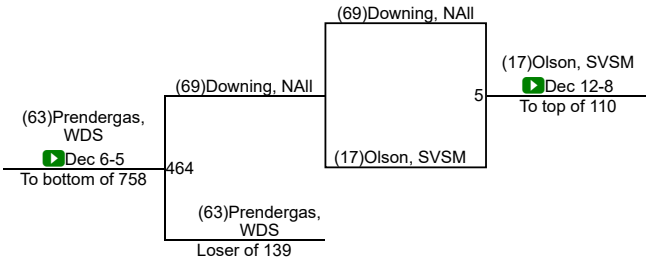 (69)Downing, NAll
(17)Olson, SVSM
Dec 12-8
(69)Downing, NAll
5
To top of 110
(63)Prendergas,
WDS
Dec 6-5
(17)Olson, SVSM
464
To bottom of 758
(63)Prendergas,
WDS
Loser of 139